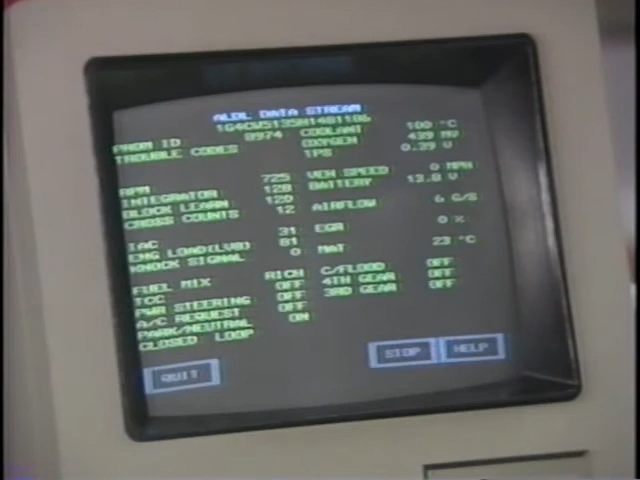 ALDL DATA STREAM
PROM ID 8974 COOLANT 100 °C
TROUBLE CODES OXYGEN 439 MV
TPS 0.39 V
RPM 725 VEH SPEED 0 MPH
INTEGRATOR 128 BATTERY 13.8 V
BLOCK LEARN 120
CROSS COUNTS 12 AIRFLOW 6 G/S
IAC 31 EGR 0 %
ENG LOAD(LV8) 81
KNOCK SIGNAL 0 MAT 23 °C
FUEL MIX RICH C/FLOOD OFF
TCC OFF 4TH GEAR OFF
PWR STEERING OFF 3RD GEAR OFF
A/C REQUEST OFF
PARK/NEUTRAL ON
CLOSED LOOP
QUIT STOP HELP